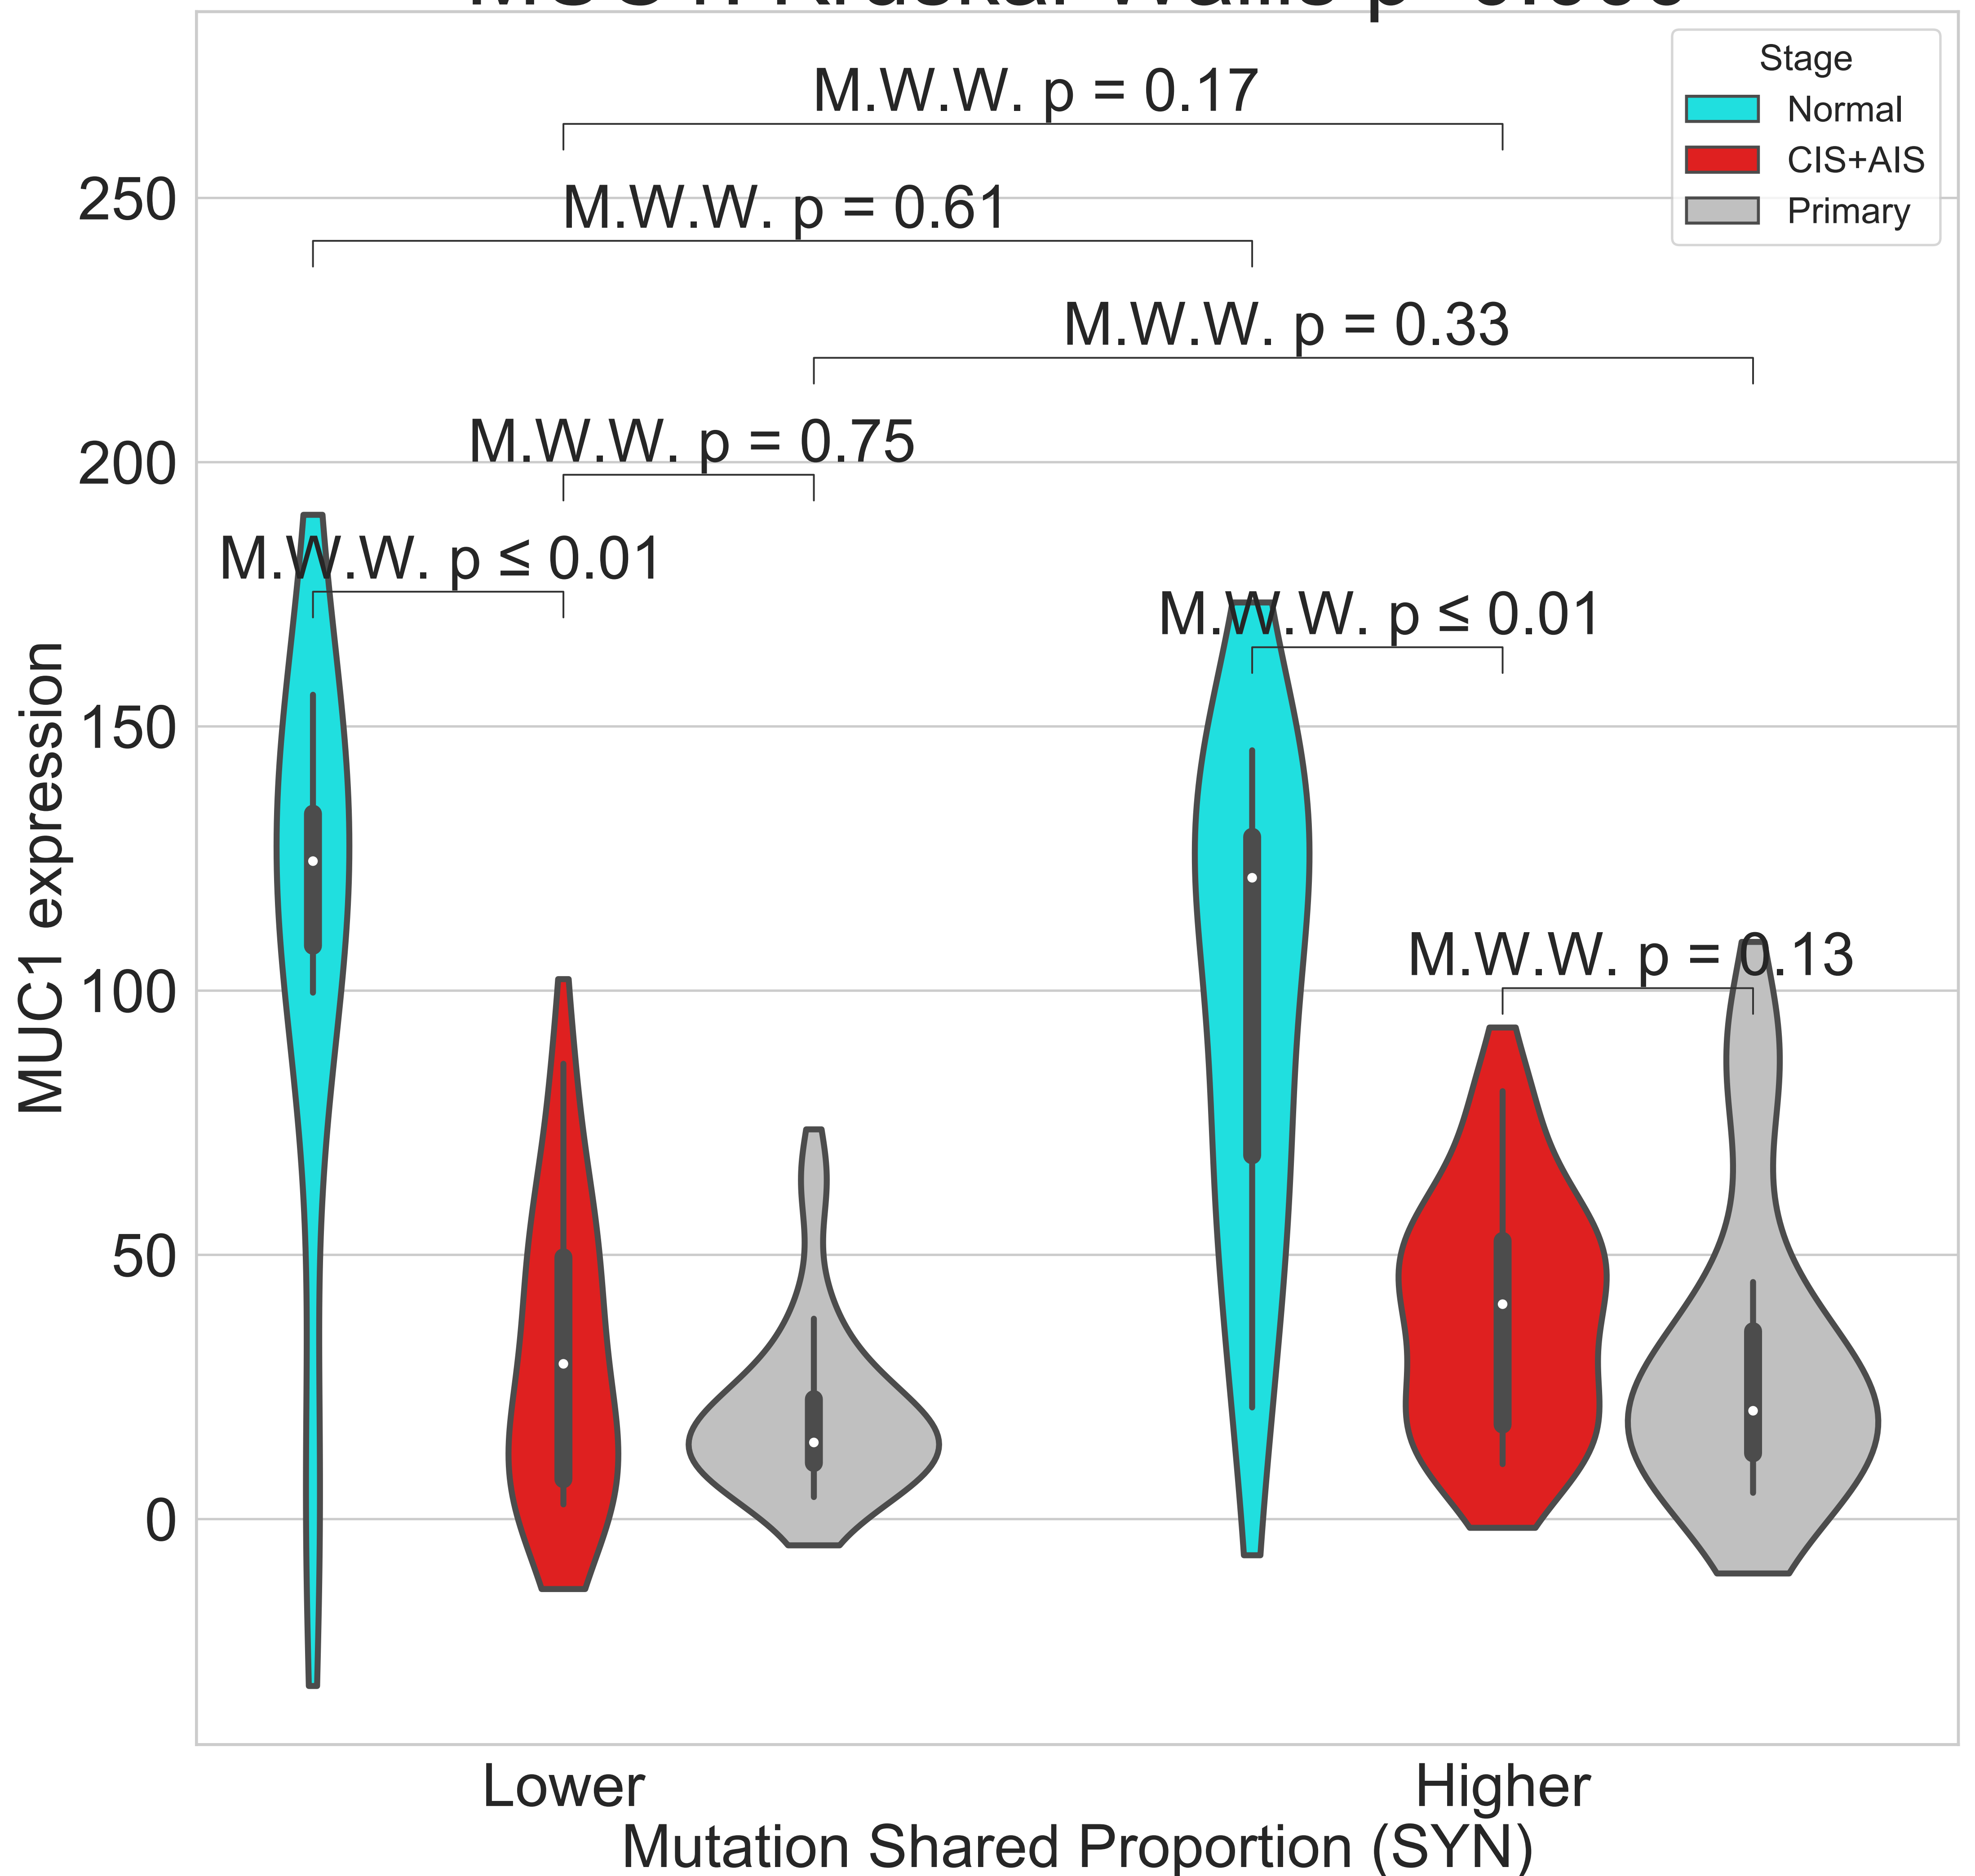 Stage
Normal
CIS+AIS
Primary
M.W.W. p = 0.17
M.W.W. p = 0.61
M.W.W. p = 0.33
M.W.W. p = 0.75
M.W.W. p ≤ 0.01
M.W.W. p ≤ 0.01
M.W.W. p = 0.13
250
200
150
100
50
0
MUC1 expression
Lower
Higher
Mutation Shared Proportion (SYN)